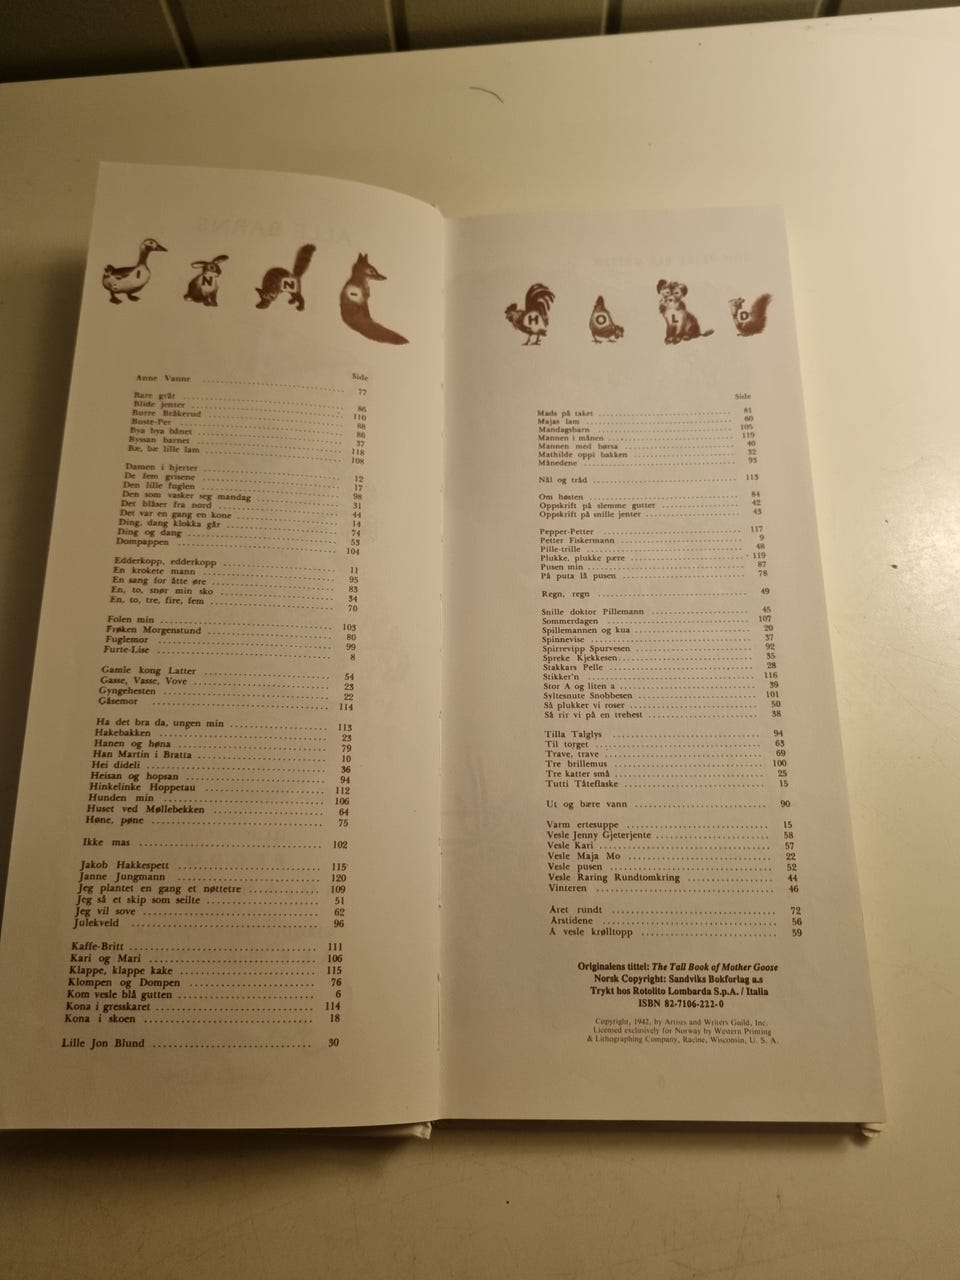 INN-
Side
Anne Vanne 77
Bare gråt 86
Blide jenter 110
Borre Bråkerud 88
Boste-Per 86
Bya bya bånet 37
Byssan barnet 118
Bæ, bæ lille lam 108
Damen i hjerter 12
De fem grisene 17
Den lille fuglen 98
Den som vasker seg mandag 31
Det blåser fra nord 44
Det var en gang en kone 14
Ding, dang klokka går 74
Ding og dang 53
Dompappen 104
Edderkopp, edderkopp 11
En krokete mann 95
En sang for åtte øre 83
En, to, snør min sko 34
En, to, tre, fire, fem 70
Folen min 103
Frøken Morgenstund 80
Fuglemor 99
Furte-Lise 8
Gamle kong Latter 54
Gasse, Vasse, Vove 23
Gyngehesten 22
Gåsemor 114
Ha det bra da, ungen min 113
Hakebakken 23
Hanen og høna 79
Han Martin i Bratta 10
Hei dideli 36
Heisan og hopsan 94
Hinkelinke Hoppetau 112
Hunden min 106
Huset ved Møllebekken 64
Høne, pøne 75
Ikke mas 102
Jakob Hakkespett 115
Janne Jungmann 120
Jeg plantet en gang et nøttetre 109
Jeg så et skip som seilte 51
Jeg vil sove 62
Julekveld 96
Kaffe-Britt 111
Kari og Mari 106
Klappe, klappe kake 115
Klompen og Dompen 76
Kom vesle blå gutten 6
Kona i gresskaret 114
Kona i skoen 18
Lille Jon Blund 30
HOLD
Side
Mads på taket 81
Majas lam 60
Mandagsbarn 105
Mannen i månen 119
Mannen med børsa 40
Mathilde oppi bakken 32
Månedene 93
Nål og tråd 113
Om høsten 84
Oppskrift på slemme gutter 42
Oppskrift på snille jenter 43
Pepper-Petter 117
Petter Fiskermann 9
Pille-trille 48
Plukke, plukke pære 119
Pusen min 87
På puta lå pusen 78
Regn, regn 49
Snille doktor Pillemann 45
Sommerdagen 107
Spillemannen og kua 20
Spinnevise 37
Spirrevipp Spurvesen 92
Spreke Kjekkesen 35
Stakkars Pelle 28
Stikker'n 116
Stor A og liten a 39
Syltesnute Snobbesen 101
Så plukker vi roser 50
Så rir vi på en trehest 38
Tilla Talglys 94
Til torget 63
Trave, trave 69
Tre brillemus 100
Tre katter små 25
Tutti Tåteflaske 15
Ut og bære vann 90
Varm ertesuppe 15
Vesle Jenny Gjeterjente 58
Vesle Kari 57
Vesle Maja Mo 22
Vesle pusen 52
Vesle Raring Rundtomkring 44
Vinteren 46
Året rundt 72
Årstidene 56
Å vesle krølltopp 59
Originalens tittel: The Tall Book of Mother Goose
Norsk Copyright: Sandviks Bokforlag a.s
Trykt hos Rotolito Lombarda S.p.A. / Italia
ISBN 82-7106-222-0
Copyright, 1942, by Artists and Writers Guild, Inc.
Licensed exclusively for Norway by Western Printing
& Lithographing Company, Racine, Wisconsin, U. S. A.